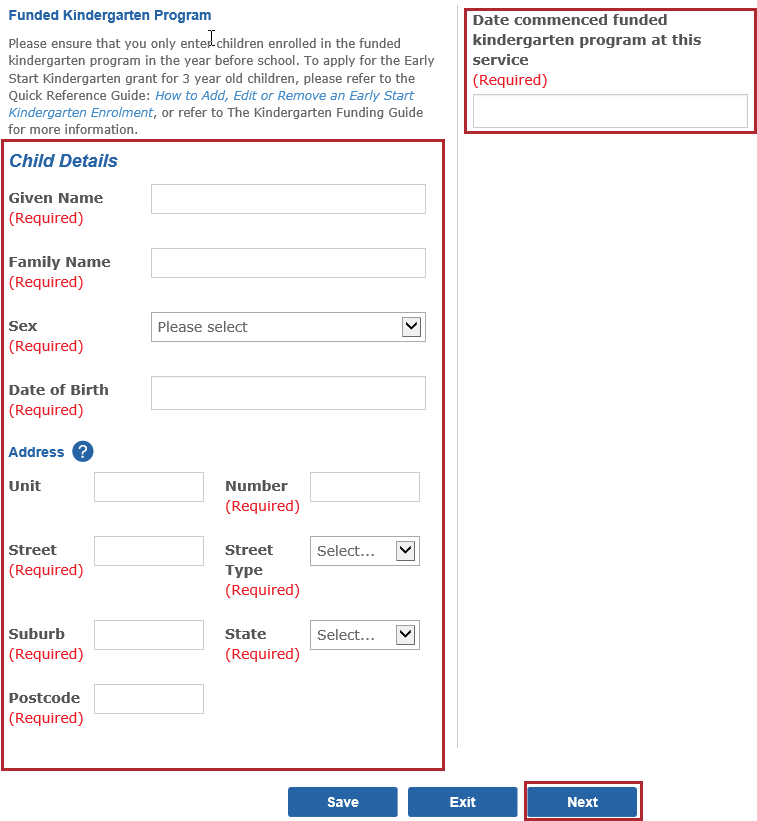 Funded Kindergarten Program
Please ensure that you only enter children enrolled in the funded
kindergarten program in the year before school. To apply for the Early
Start Kindergarten grant for 3 year old children, please refer to the
Quick Reference Guide: How to Add, Edit or Remove an Early Start
Kindergarten Enrolment, or refer to The Kindergarten Funding Guide
for more information.
Child Details
Given Name
(Required)
Family Name
(Required)
Sex
(Required)
Please select
Date of Birth
(Required)
Address ?
Unit
Number
(Required)
Street
(Required)
Street
Type
(Required)
Select...
Suburb
(Required)
State
(Required)
Select...
Postcode
(Required)
Date commenced funded
kindergarten program at this
service
(Required)
Save
Exit
Next